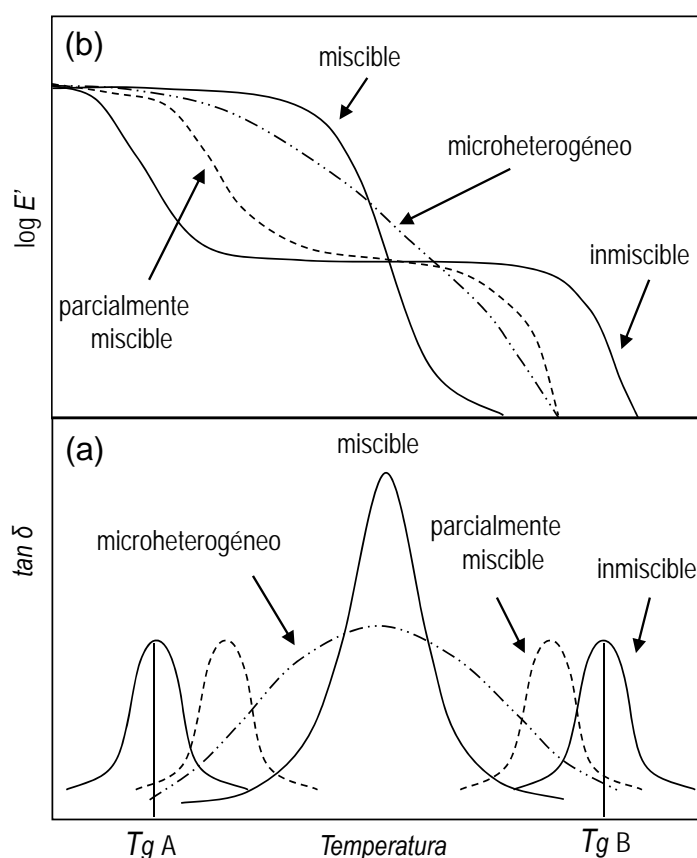 (b)
miscible
microheterogéneo
log E’
inmiscible
parcialmente
miscible
(a)
miscible
microheterogéneo
parcialmente
miscible
inmiscible
tan δ
Tg A
Temperatura
Tg B